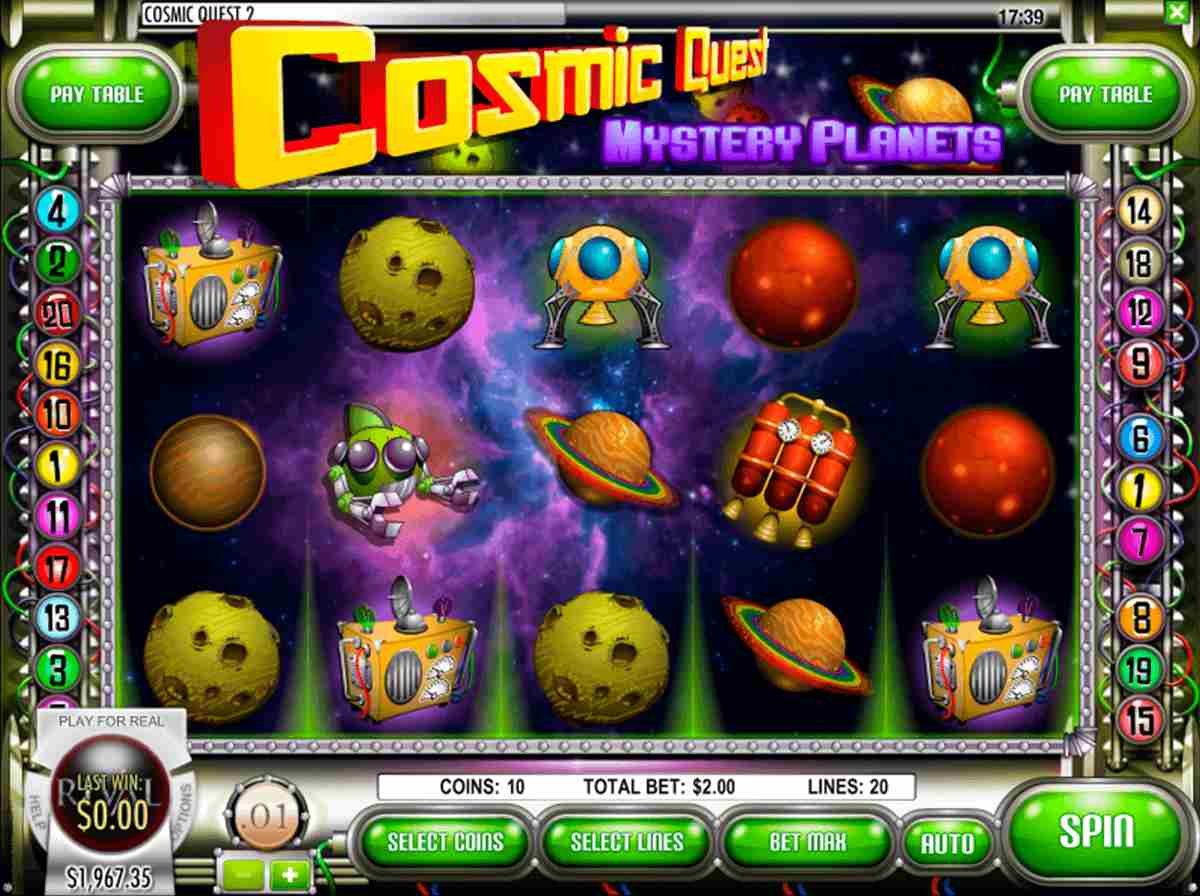 COSMIC QUEST 2
17:39
PAY TABLE
COSMIC QUEST
MYSTERY PLANETS
PAY TABLE
4
2
20
16
10
1
11
17
13
3
14
18
12
9
6
1
7
8
19
15
PLAY FOR REAL
LAST WIN:
$0.00
HELP
OPTIONS
$1,967.35
.01
-
+
COINS: 10 TOTAL BET: $2.00 LINES: 20
SELECT COINS
SELECT LINES
BET MAX
AUTO
SPIN